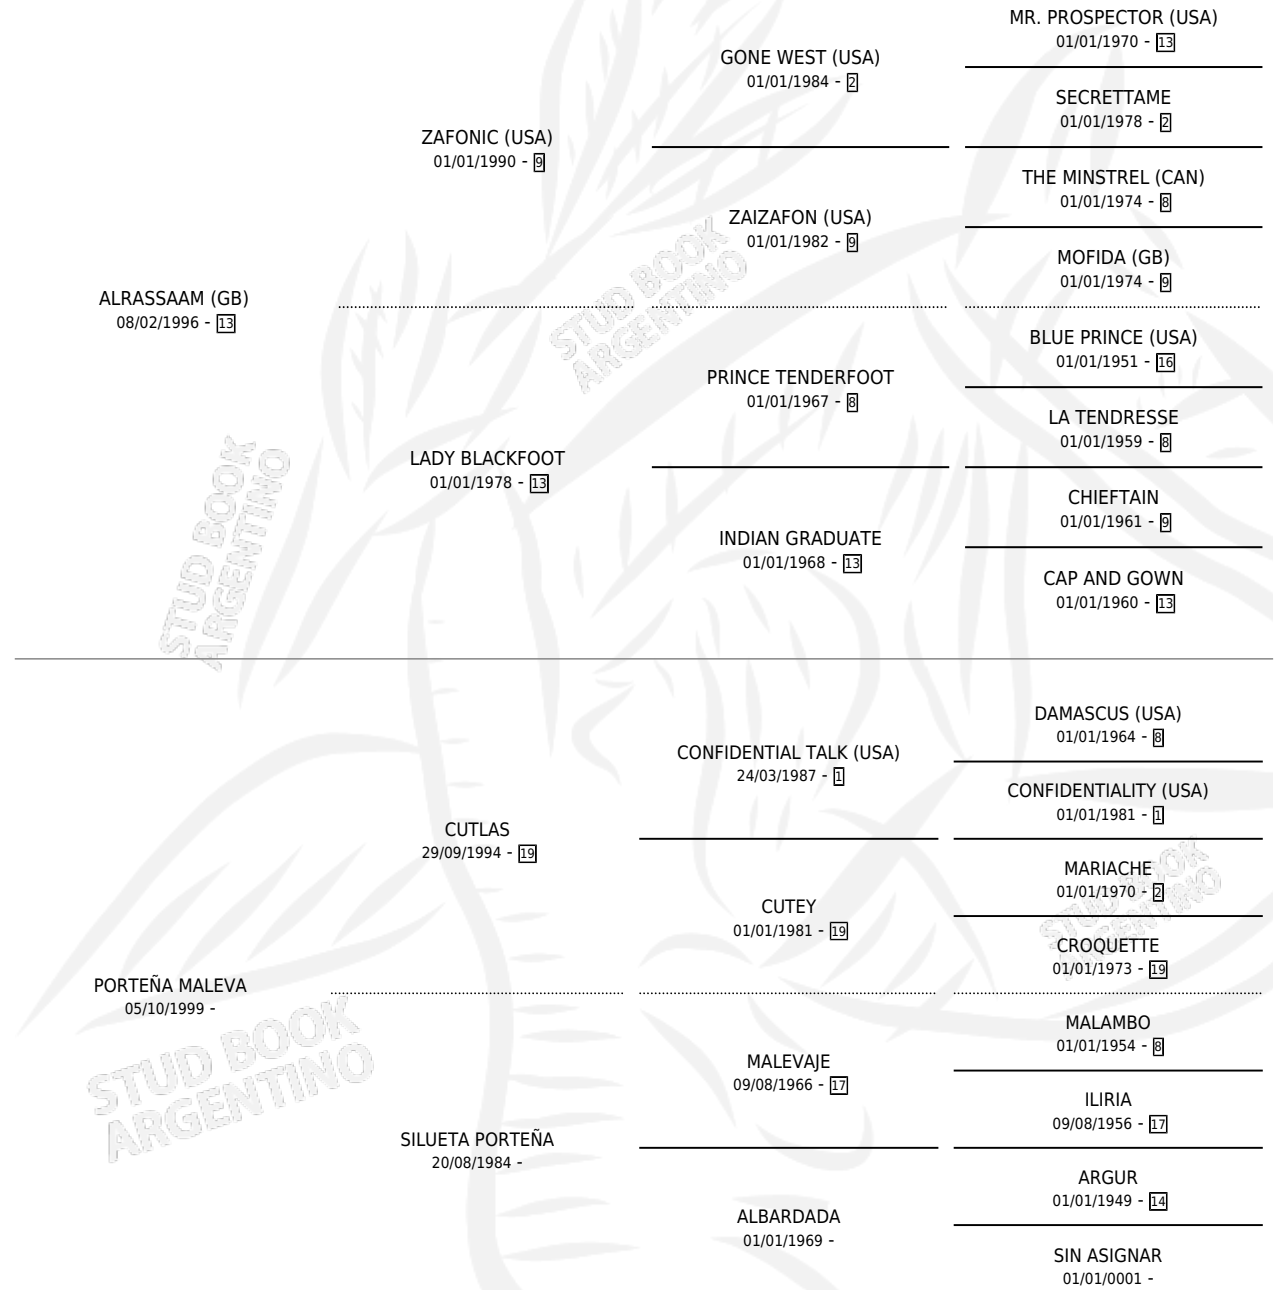 MR. PROSPECTOR (USA)
01/01/1970 - 13
GONE WEST (USA)
01/01/1984 - 2
SECRETTAME
01/01/1978 - 2
ZAFONIC (USA)
01/01/1990 - 9
THE MINSTREL (CAN)
01/01/1974 - 8
ZAIZAFON (USA)
01/01/1982 - 9
MOFIDA (GB)
01/01/1974 - 9
ALRASSAAM (GB)
08/02/1996 - 13
BLUE PRINCE (USA)
01/01/1951 - 16
PRINCE TENDERFOOT
01/01/1967 - 8
LA TENDRESSE
01/01/1959 - 8
LADY BLACKFOOT
01/01/1978 - 13
CHIEFTAIN
01/01/1961 - 9
INDIAN GRADUATE
01/01/1968 - 13
CAP AND GOWN
01/01/1960 - 13
DAMASCUS (USA)
01/01/1964 - 8
CONFIDENTIAL TALK (USA)
24/03/1987 - 1
CONFIDENTIALITY (USA)
01/01/1981 - 1
CUTLAS
29/09/1994 - 19
MARIACHE
01/01/1970 - 2
CUTEY
01/01/1981 - 19
CROQUETTE
01/01/1973 - 19
PORTEÑA MALEVA
05/10/1999 -
MALAMBO
01/01/1954 - 8
MALEVAJE
09/08/1966 - 17
ILIRIA
09/08/1956 - 17
SILUETA PORTEÑA
20/08/1984 -
ARGUR
01/01/1949 - 14
ALBARDADA
01/01/1969 -
SIN ASIGNAR
01/01/0001 -
STUD BOOK
ARGENTINO
STUD BOOK
ARGENTINO
STUD BOOK
ARGENTINO
STUD BOOK
ARGENTINO